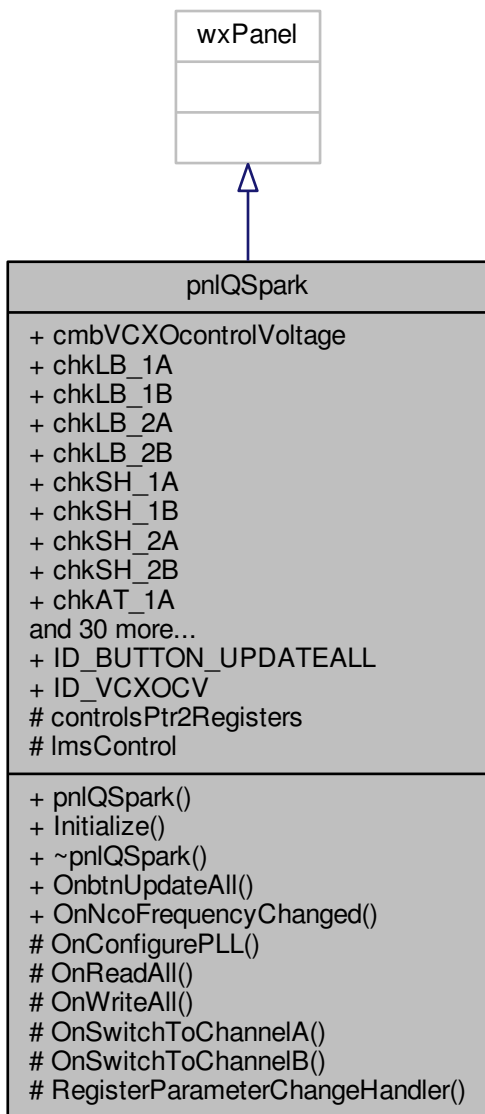 wxPanel
pnlQSpark
+ cmbVCXOcontrolVoltage
+ chkLB_1A
+ chkLB_1B
+ chkLB_2A
+ chkLB_2B
+ chkSH_1A
+ chkSH_1B
+ chkSH_2A
+ chkSH_2B
+ chkAT_1A
and 30 more...
+ ID_BUTTON_UPDATEALL
+ ID_VCXOCV
# controlsPtr2Registers
# lmsControl
+ pnlQSpark()
+ Initialize()
+ ~pnlQSpark()
+ OnbtnUpdateAll()
+ OnNcoFrequencyChanged()
# OnConfigurePLL()
# OnReadAll()
# OnWriteAll()
# OnSwitchToChannelA()
# OnSwitchToChannelB()
# RegisterParameterChangeHandler()